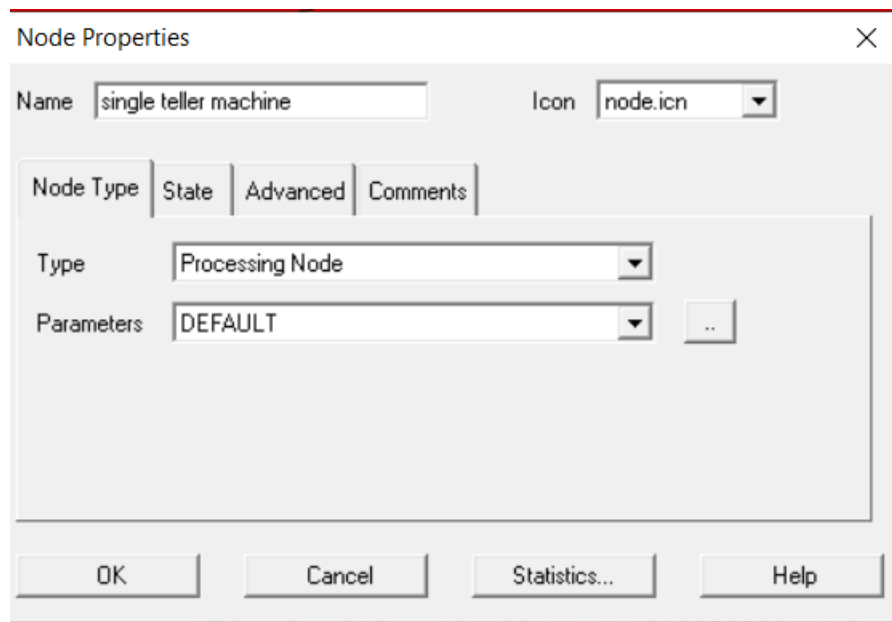 Node Properties
Name single teller machine Icon node.icn
Node Type State Advanced Comments
Type Processing Node
Parameters DEFAULT ..
OK Cancel Statistics... Help